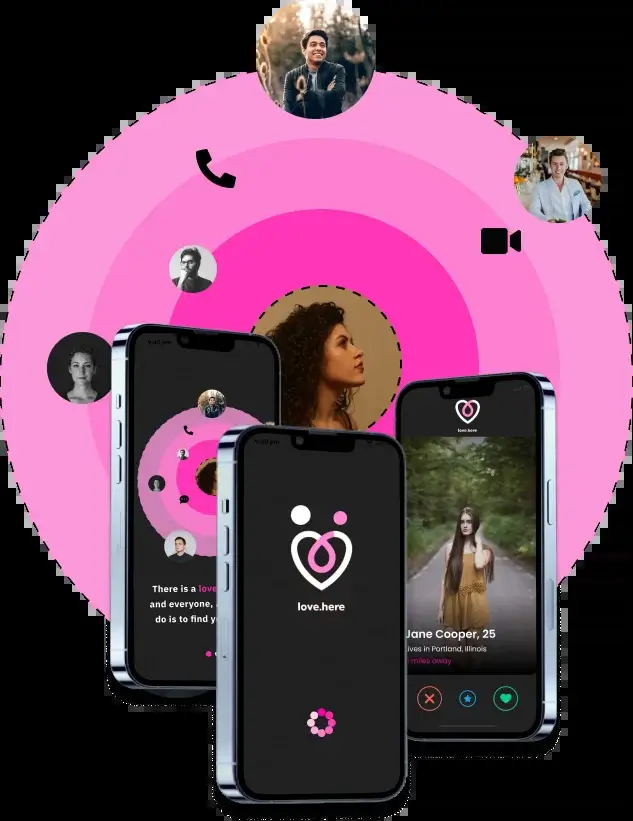 There is a love
and everyone,
do is to find y
love.here
love.here
Jane Cooper, 25
ives in Portland, Illinois
miles away